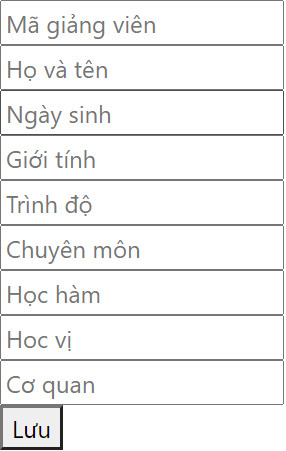 Mã giảng viên
Họ và tên
Ngày sinh
Giới tính
Trình độ
Chuyên môn
Học hàm
Hoc vị
Cơ quan
Lưu